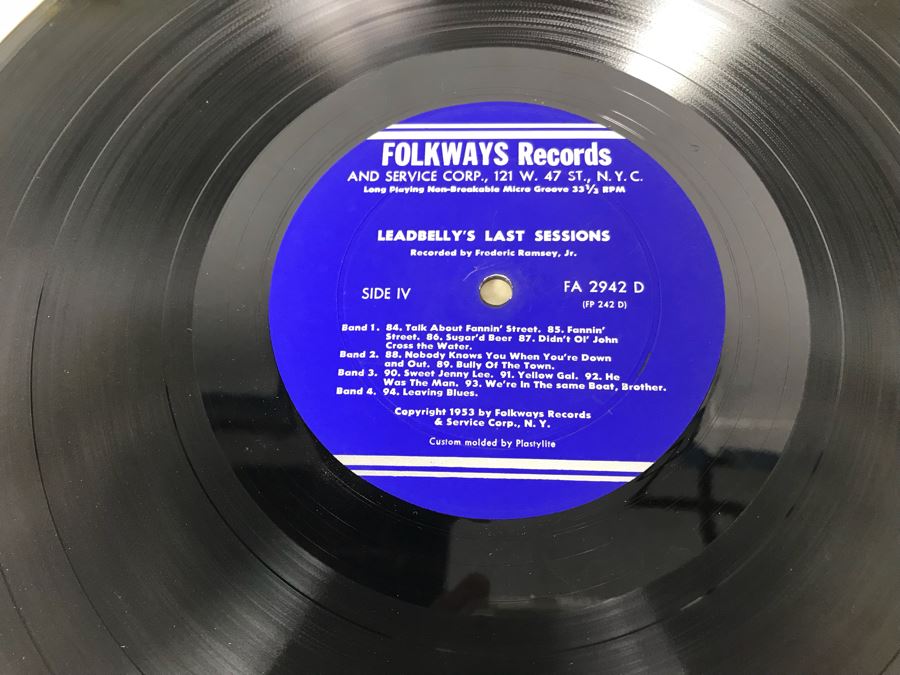 FOLKWAYS Records
AND SERVICE CORP., 121 W. 47 ST., N.Y.C.
Long Playing Non-Breakable Micro Groove 33⅓ RPM
LEADBELLY'S LAST SESSIONS
Recorded by Frederic Ramsey, Jr.
SIDE IV
FA 2942 D
(FP 242 D)
Band 1. 84. Talk About Fannin' Street. 85. Fannin'
Street. 86. Sugar'd Beer 87. Didn't Ol' John
Cross the Water.
Band 2. 88. Nobody Knows You When You're Down
and Out. 89. Bully Of The Town.
Band 3. 90. Sweet Jenny Lee. 91. Yellow Gal. 92. He
Was The Man. 93. We're In The same Boat, Brother.
Band 4. 94. Leaving Blues.
Copyright 1953 by Folkways Records
& Service Corp., N. Y.
Custom molded by Plastylite